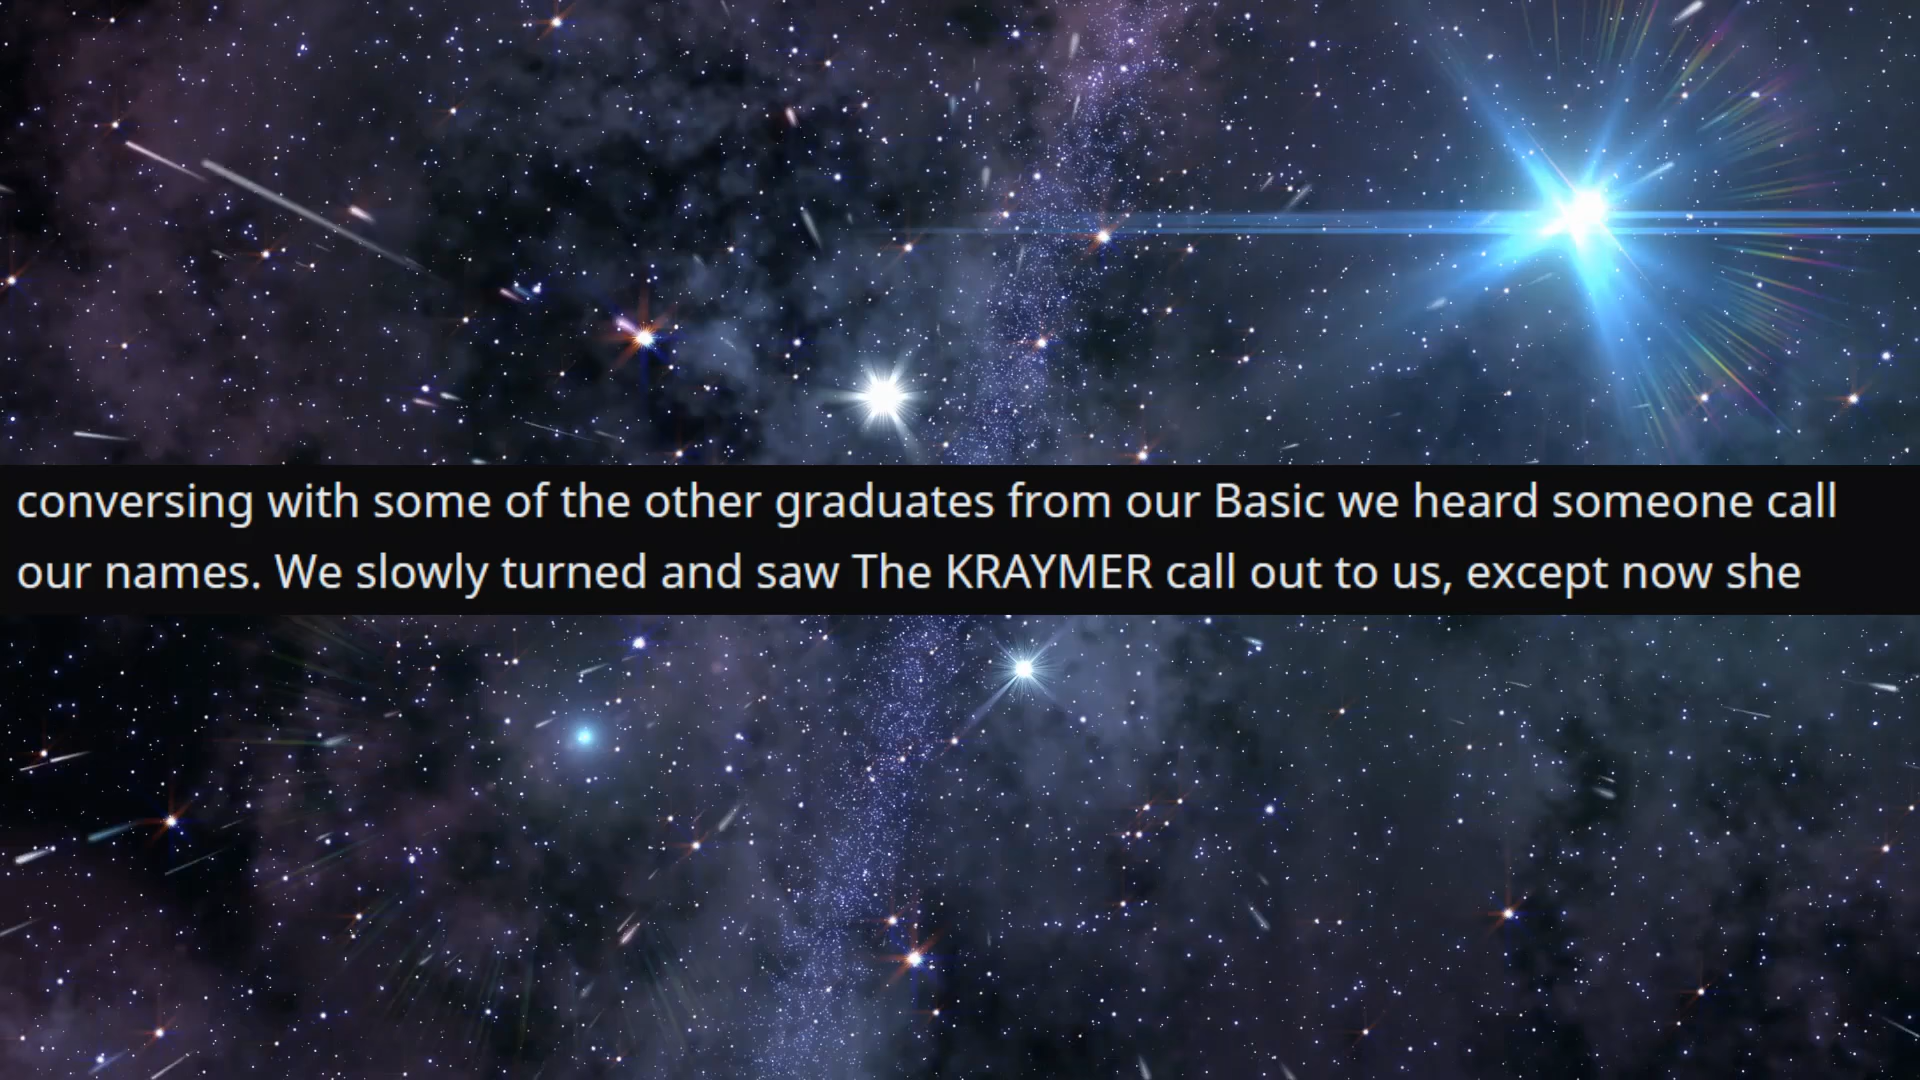 conversing with some of the other graduates from our Basic we heard someone call
our names. We slowly turned and saw The KRAYMER call out to us, except now she